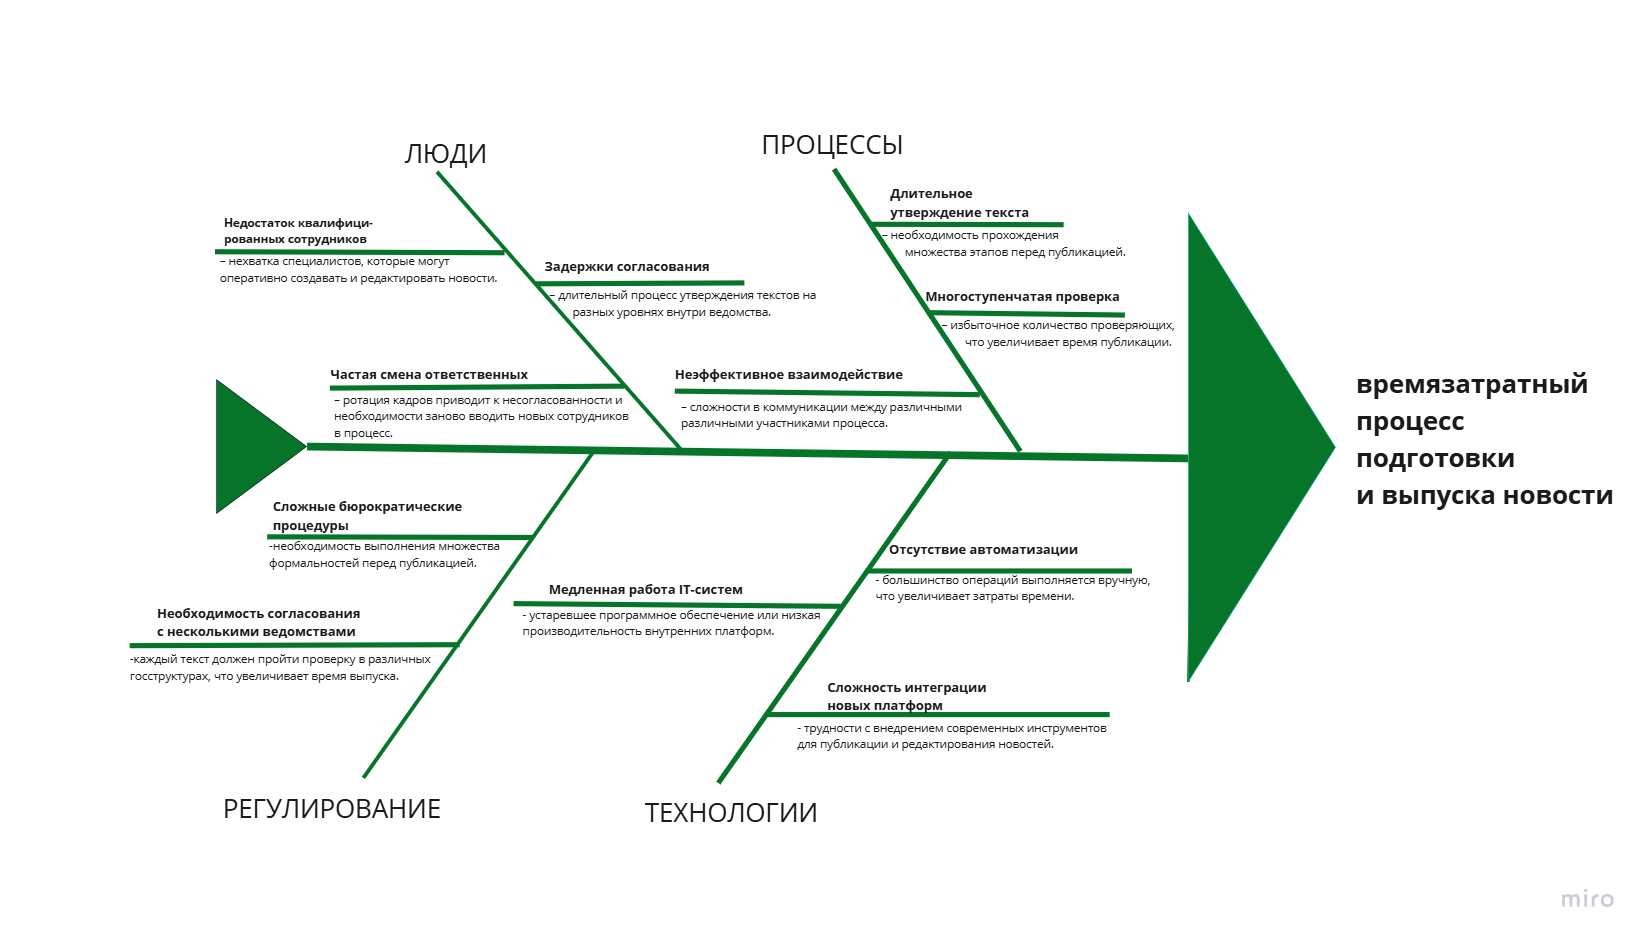 ЛЮДИ
ПРОЦЕССЫ
Недостаток квалифици-
рованных сотрудников
– нехватка специалистов, которые могут
оперативно создавать и редактировать новости.
Задержки согласования
– длительный процесс утверждения текстов на
разных уровнях внутри ведомства.
Частая смена ответственных
– ротация кадров приводит к несогласованности и
необходимости заново вводить новых сотрудников
в процесс.
Длительное
утверждение текста
– необходимость прохождения
множества этапов перед публикацией.
Многоступенчатая проверка
– избыточное количество проверяющих,
что увеличивает время публикации.
Неэффективное взаимодействие
– сложности в коммуникации между различными
различными участниками процесса.
времязатратный
процесс
подготовки
и выпуска новости
Сложные бюрократические
процедуры
-необходимость выполнения множества
формальностей перед публикацией.
Необходимость согласования
с несколькими ведомствами
-каждый текст должен пройти проверку в различных
госструктурах, что увеличивает время выпуска.
Медленная работа IT-систем
- устаревшее программное обеспечение или низкая
производительность внутренних платформ.
Отсутствие автоматизации
- большинство операций выполняется вручную,
что увеличивает затраты времени.
Сложность интеграции
новых платформ
- трудности с внедрением современных инструментов
для публикации и редактирования новостей.
РЕГУЛИРОВАНИЕ
ТЕХНОЛОГИИ
miro